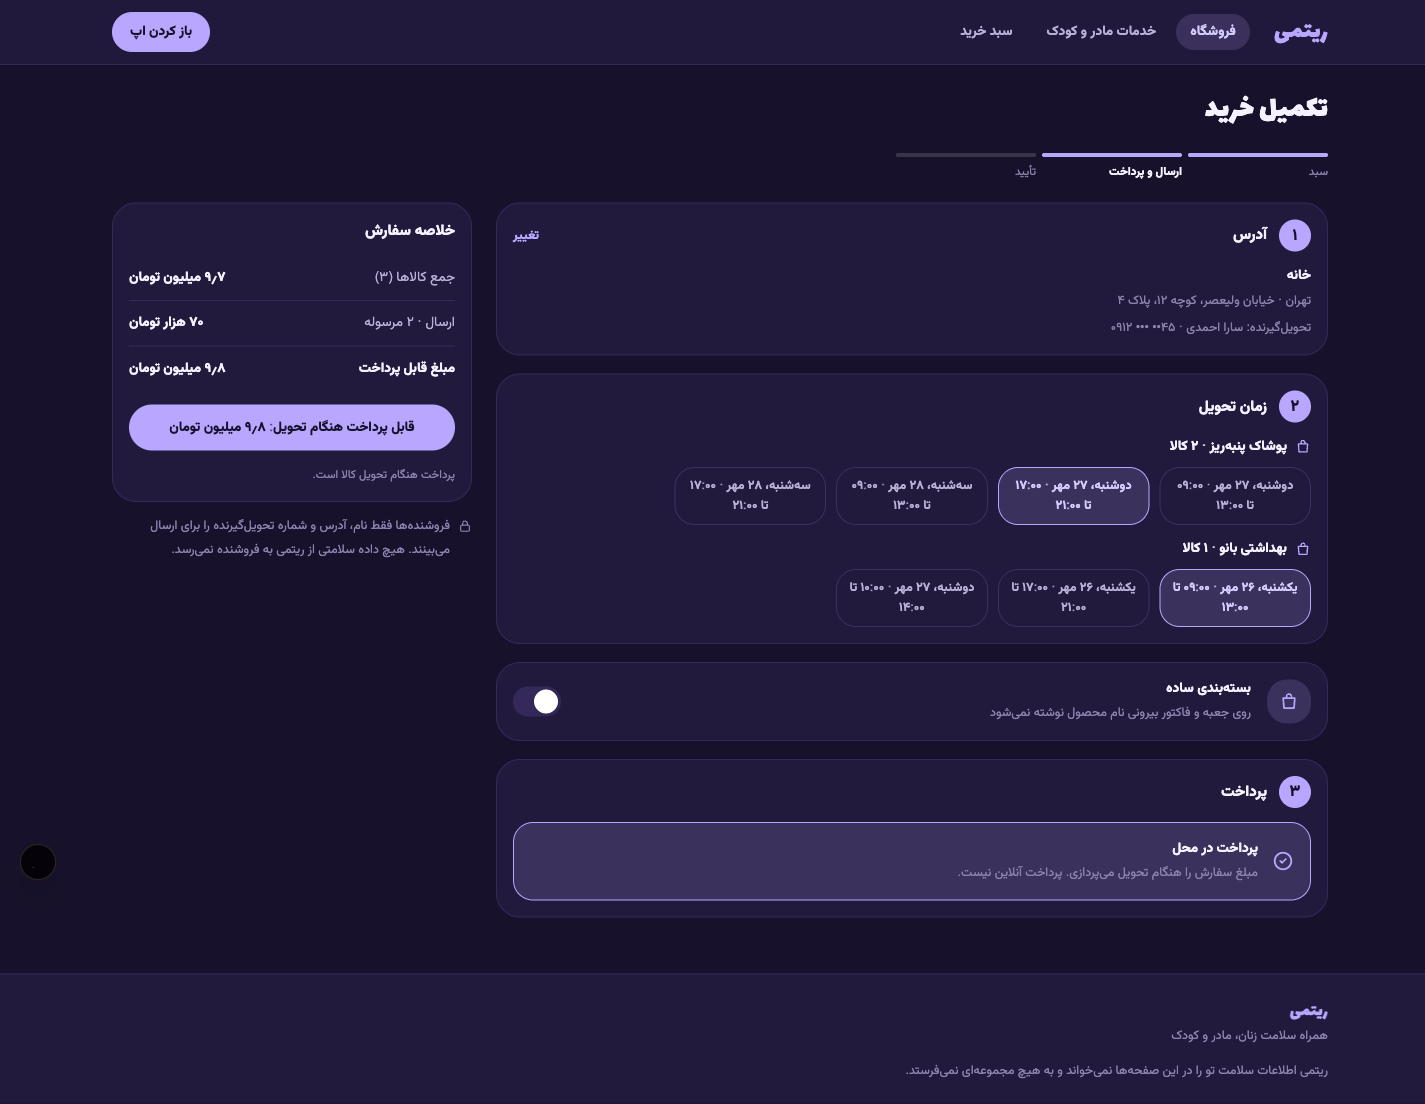 ریتمی
فروشگاه
خدمات مادر و کودک
سبد خرید
باز کردن اپ
تکمیل خرید
سبد
ارسال و پرداخت
تأیید
۱
آدرس
تغییر
خانه
تهران · خیابان ولیعصر، کوچه ۱۲، پلاک ۴
تحویل‌گیرنده: سارا احمدی · ۰۹۱۲ ••• ••۴۵
۲
زمان تحویل
پوشاک پنبه‌ریز · ۲ کالا
دوشنبه، ۲۷ مهر · ۰۹:۰۰
تا ۱۳:۰۰
دوشنبه، ۲۷ مهر · ۱۷:۰۰
تا ۲۱:۰۰
سه‌شنبه، ۲۸ مهر · ۰۹:۰۰
تا ۱۳:۰۰
سه‌شنبه، ۲۸ مهر · ۱۷:۰۰
تا ۲۱:۰۰
بهداشتی بانو · ۱ کالا
یکشنبه، ۲۶ مهر · ۰۹:۰۰ تا
۱۳:۰۰
یکشنبه، ۲۶ مهر · ۱۷:۰۰ تا
۲۱:۰۰
دوشنبه، ۲۷ مهر · ۱۰:۰۰ تا
۱۴:۰۰
بسته‌بندی ساده
روی جعبه و فاکتور بیرونی نام محصول نوشته نمی‌شود
۳
پرداخت
پرداخت در محل
مبلغ سفارش را هنگام تحویل می‌پردازی. پرداخت آنلاین نیست.
خلاصه سفارش
جمع کالاها (۳)
۹٫۷ میلیون تومان
ارسال · ۲ مرسوله
۷۰ هزار تومان
مبلغ قابل پرداخت
۹٫۸ میلیون تومان
قابل پرداخت هنگام تحویل: ۹٫۸ میلیون تومان
پرداخت هنگام تحویل کالا است.
فروشنده‌ها فقط نام، آدرس و شماره تحویل‌گیرنده را برای ارسال
می‌بینند. هیچ داده سلامتی از ریتمی به فروشنده نمی‌رسد.
ریتمی
همراه سلامت زنان، مادر و کودک
ریتمی اطلاعات سلامت تو را در این صفحه‌ها نمی‌خواند و به هیچ مجموعه‌ای نمی‌فرستد.